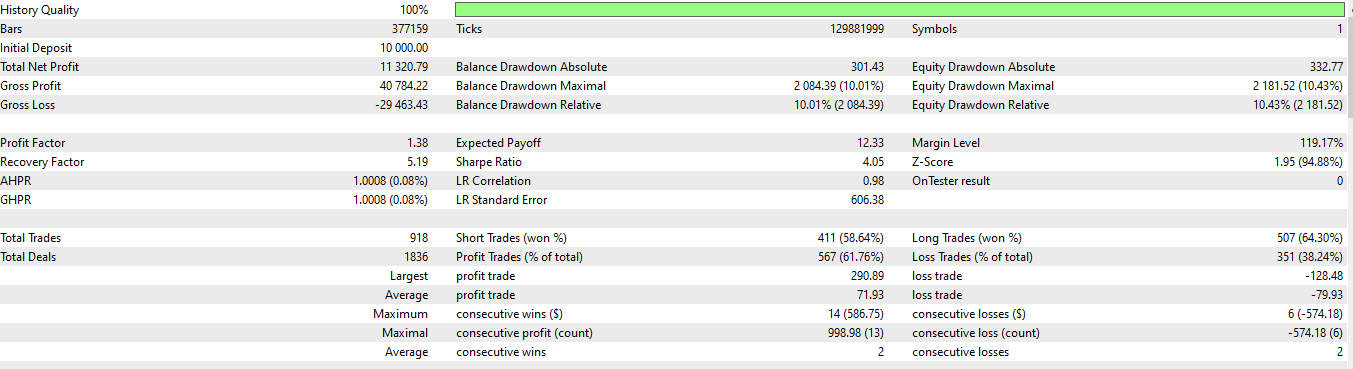 History Quality 100%
Bars 377159 Ticks 129881999 Symbols 1
Initial Deposit 10 000.00
Total Net Profit 11 320.79 Balance Drawdown Absolute 301.43 Equity Drawdown Absolute 332.77
Gross Profit 40 784.22 Balance Drawdown Maximal 2 084.39 (10.01%) Equity Drawdown Maximal 2 181.52 (10.43%)
Gross Loss -29 463.43 Balance Drawdown Relative 10.01% (2 084.39) Equity Drawdown Relative 10.43% (2 181.52)
Profit Factor 1.38 Expected Payoff 12.33 Margin Level 119.17%
Recovery Factor 5.19 Sharpe Ratio 4.05 Z-Score 1.95 (94.88%)
AHPR 1.0008 (0.08%) LR Correlation 0.98 OnTester result 0
GHPR 1.0008 (0.08%) LR Standard Error 606.38
Total Trades 918 Short Trades (won %) 411 (58.64%) Long Trades (won %) 507 (64.30%)
Total Deals 1836 Profit Trades (% of total) 567 (61.76%) Loss Trades (% of total) 351 (38.24%)
Largest profit trade 290.89 loss trade -128.48
Average profit trade 71.93 loss trade -79.93
Maximum consecutive wins ($) 14 (586.75) consecutive losses ($) 6 (-574.18)
Maximal consecutive profit (count) 998.98 (13) consecutive loss (count) -574.18 (6)
Average consecutive wins 2 consecutive losses 2